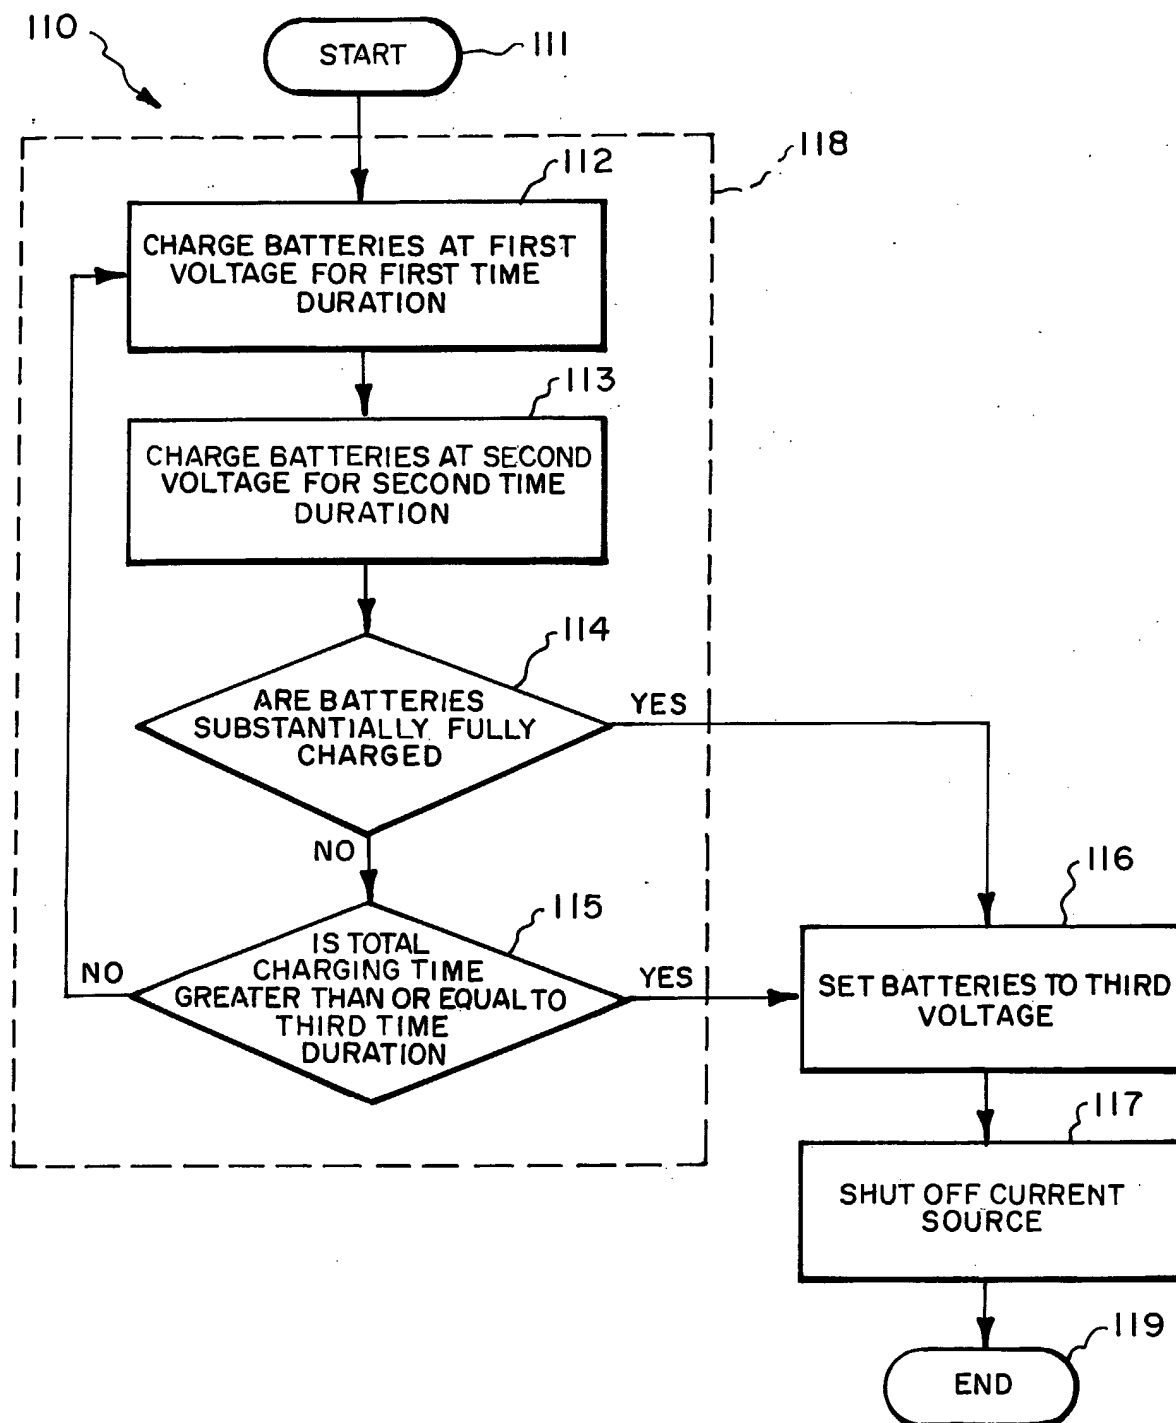 110
START
111
118
112
CHARGE BATTERIES AT FIRST
VOLTAGE FOR FIRST TIME
DURATION
113
CHARGE BATTERIES AT SECOND
VOLTAGE FOR SECOND TIME
DURATION
114
ARE BATTERIES
SUBSTANTIALLY FULLY
CHARGED
YES
NO
115
IS TOTAL
CHARGING TIME
GREATER THAN OR EQUAL TO
THIRD TIME
DURATION
NO
YES
116
SET BATTERIES TO THIRD
VOLTAGE
117
SHUT OFF CURRENT
SOURCE
119
END